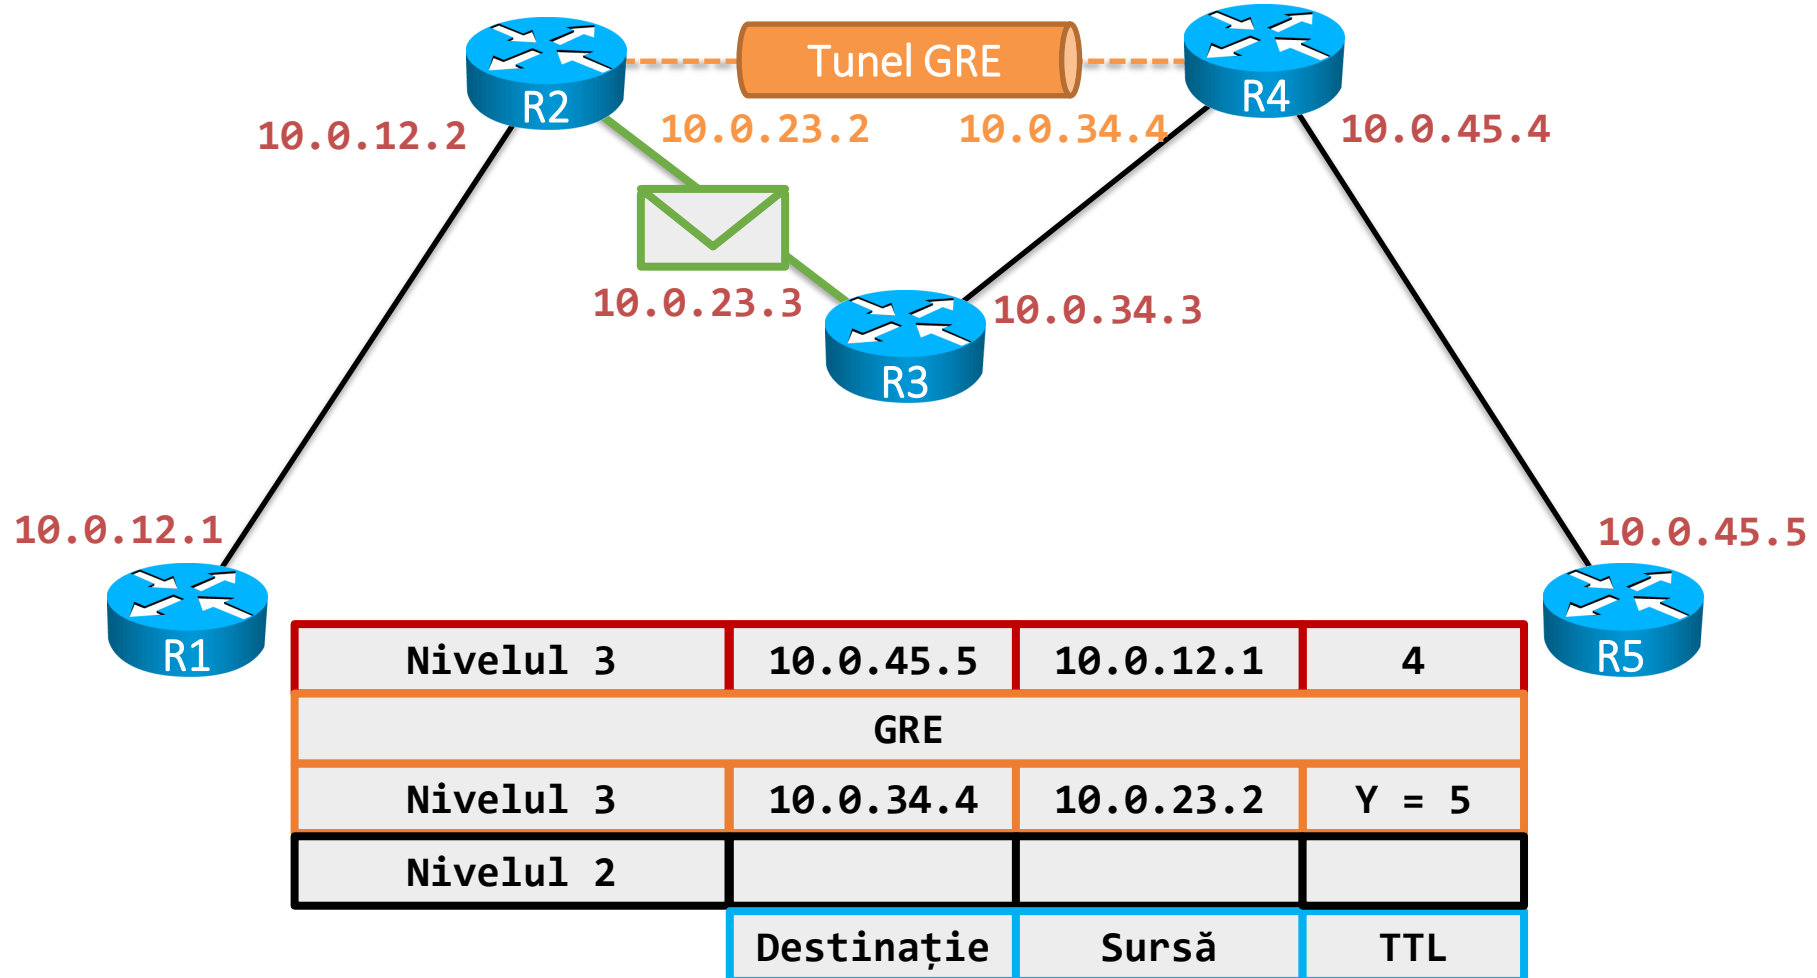 Tunel GRE
R2
R4
10.0.12.2
10.0.23.2
10.0.34.4
10.0.45.4
10.0.23.3
10.0.34.3
R3
10.0.12.1
10.0.45.5
R1
R5
Nivelul 3 10.0.45.5 10.0.12.1 4
GRE
Nivelul 3 10.0.34.4 10.0.23.2 Y = 5
Nivelul 2
Destinație Sursă TTL